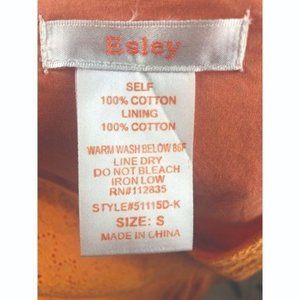 Esley
SELF
100% COTTON
LINING
100% COTTON
WARM WASH BELOW 86F
LINE DRY
DO NOT BLEACH
IRON LOW
RN#112835
STYLE#51115D-K
SIZE: S
MADE IN CHINA